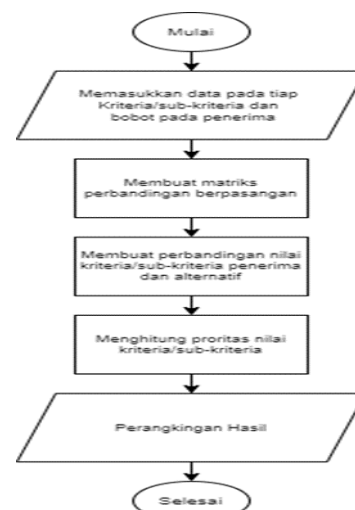 Mulai
Memasukkan data pada tiap
Kriteria/sub-kriteria dan
bobot pada penerima
Membuat matriks
perbandingan berpasangan
Membuat perbandingan nilai
kriteria/sub-kriteria penerima
dan alternatif
Menghitung proritas nilai
kriteria/sub-kriteria
Perangkingan Hasil
Selesai